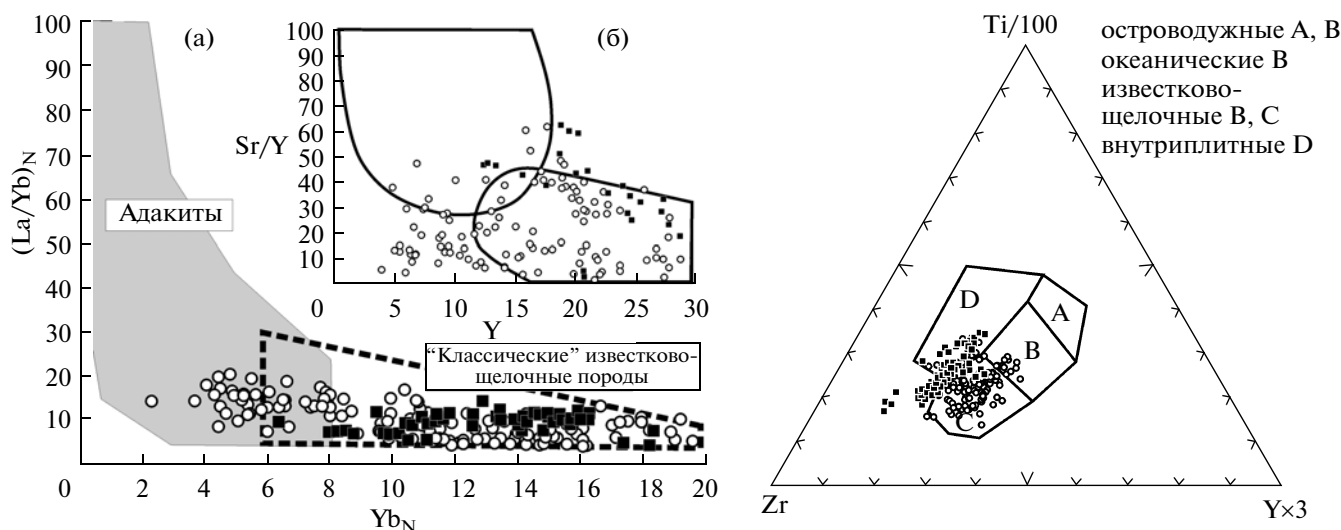 100
90
80
70
60
50
40
30
20
10
0
2
4
6
8
10
12
14
16
18
20
(La/Yb)N
YbN
(а)
Адакиты
“Классические” известково-
щелочные породы
(б)
100
90
80
70
60
50
40
30
20
10
0
5
10
15
20
25
30
Sr/Y
Y
Ti/100
островодужные A, B
океанические B
известково-
щелочные B, C
внутриплитные D
D
A
B
C
Zr
Y×3